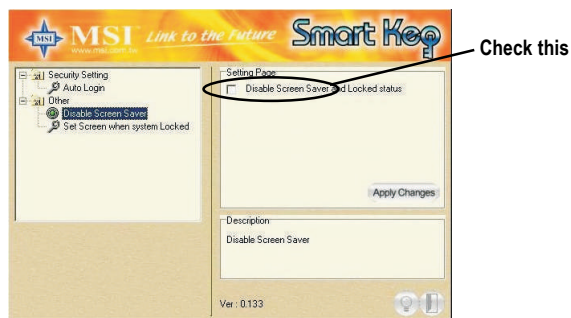 MSI
MSI Link to the Future
www.msi.com.tw
Smart Key
Check this
Security Setting
Auto Login
Other
Disable Screen Saver
Set Screen when system Locked
Setting Page
Disable Screen Saver and Locked status
Apply Changes
Description
Disable Screen Saver
Ver : 0.133